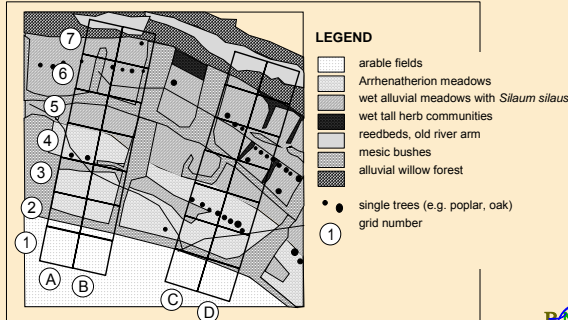 LEGEND
arable fields
Arrhenatherion meadows
wet alluvial meadows with Silaum silaus
wet tall herb communities
reedbeds, old river arm
mesic bushes
alluvial willow forest
single trees (e.g. poplar, oak)
1 grid number
7
6
5
4
3
2
1
A B
C D